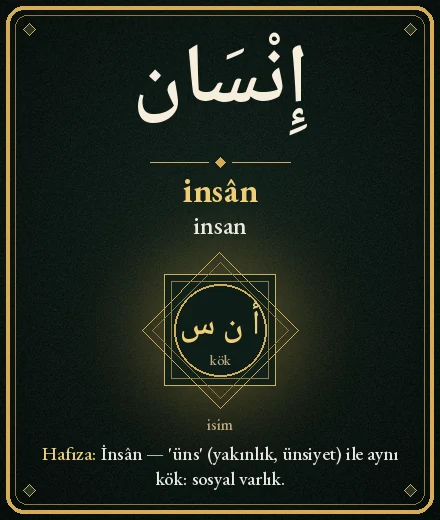 إِنْسَان
insân
insan
أ ن س
kök
isim
Hafıza: İnsân — 'üns' (yakınlık, ünsiyet) ile aynı
kök: sosyal varlık.